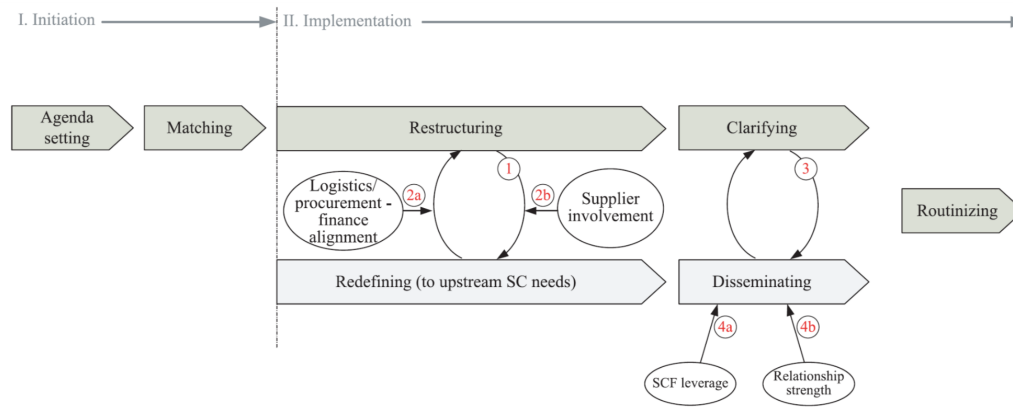 I. Initiation
II. Implementation
Agenda
setting
Matching
Restructuring
Clarifying
1
3
Logistics/
procurement -
finance
alignment
2a
2b
Supplier
involvement
Routinizing
Redefining (to upstream SC needs)
Disseminating
4a
4b
SCF leverage
Relationship
strength